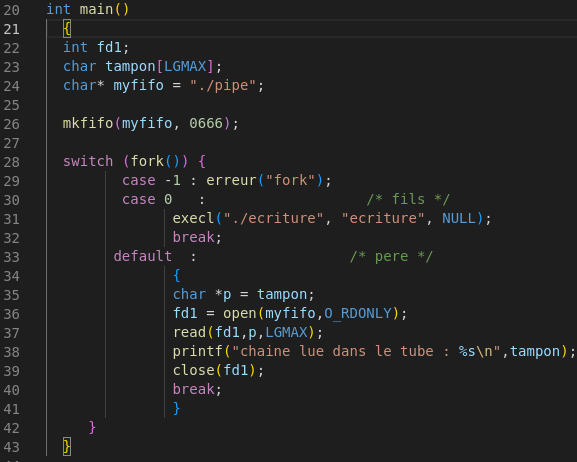 20 int main()
21 {
22 int fd1;
23 char tampon[LGMAX];
24 char* myfifo = "./pipe";
25
26 mkfifo(myfifo, 0666);
27
28 switch (fork()) {
29 case -1 : erreur("fork");
30 case 0 : /* fils */
31 execl("./ecriture", "ecriture", NULL);
32 break;
33 default : /* pere */
34 {
35 char *p = tampon;
36 fd1 = open(myfifo,O_RDONLY);
37 read(fd1,p,LGMAX);
38 printf("chaine lue dans le tube : %s\n",tampon);
39 close(fd1);
40 break;
41 }
42 }
43 }